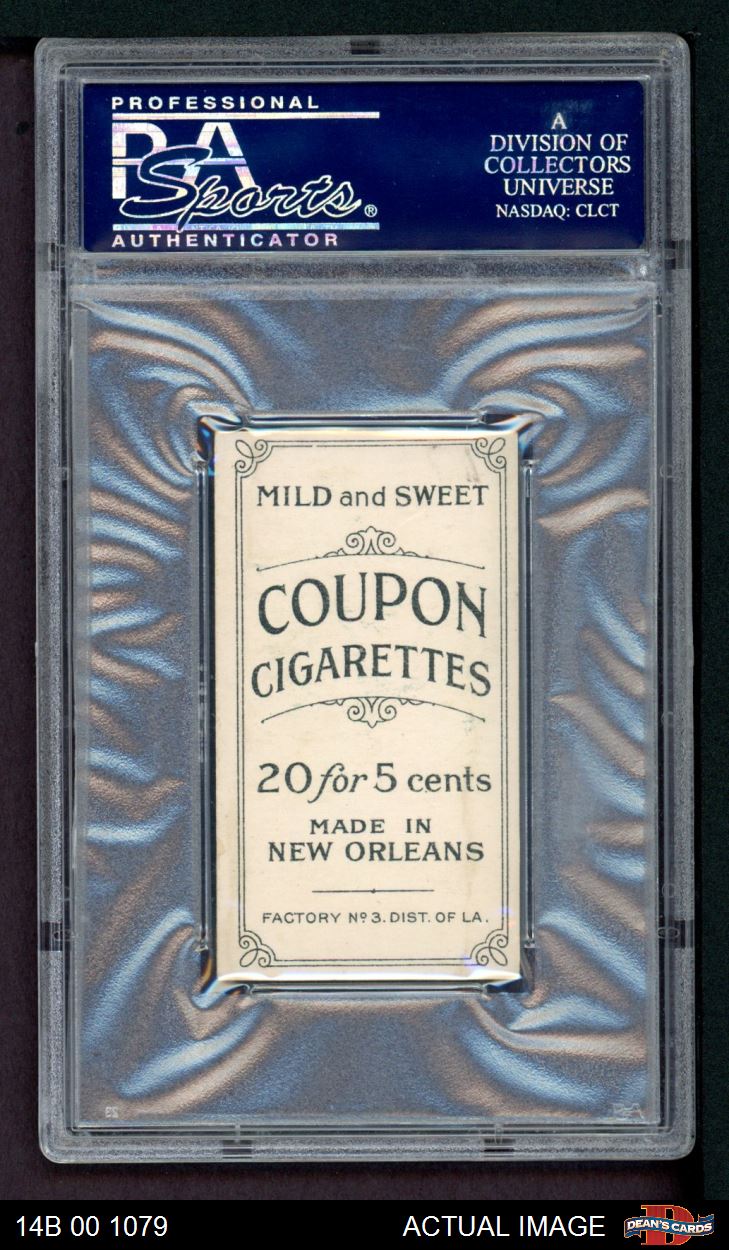 PROFESSIONAL
PSA
Sports®
AUTHENTICATOR
A
DIVISION OF
COLLECTORS
UNIVERSE
NASDAQ: CLCT
MILD and SWEET
COUPON
CIGARETTES
20 for 5 cents
MADE IN
NEW ORLEANS
FACTORY Nº 3. DIST. OF LA.
PSA
14B 00 1079
ACTUAL IMAGE
DEAN'S CARDS